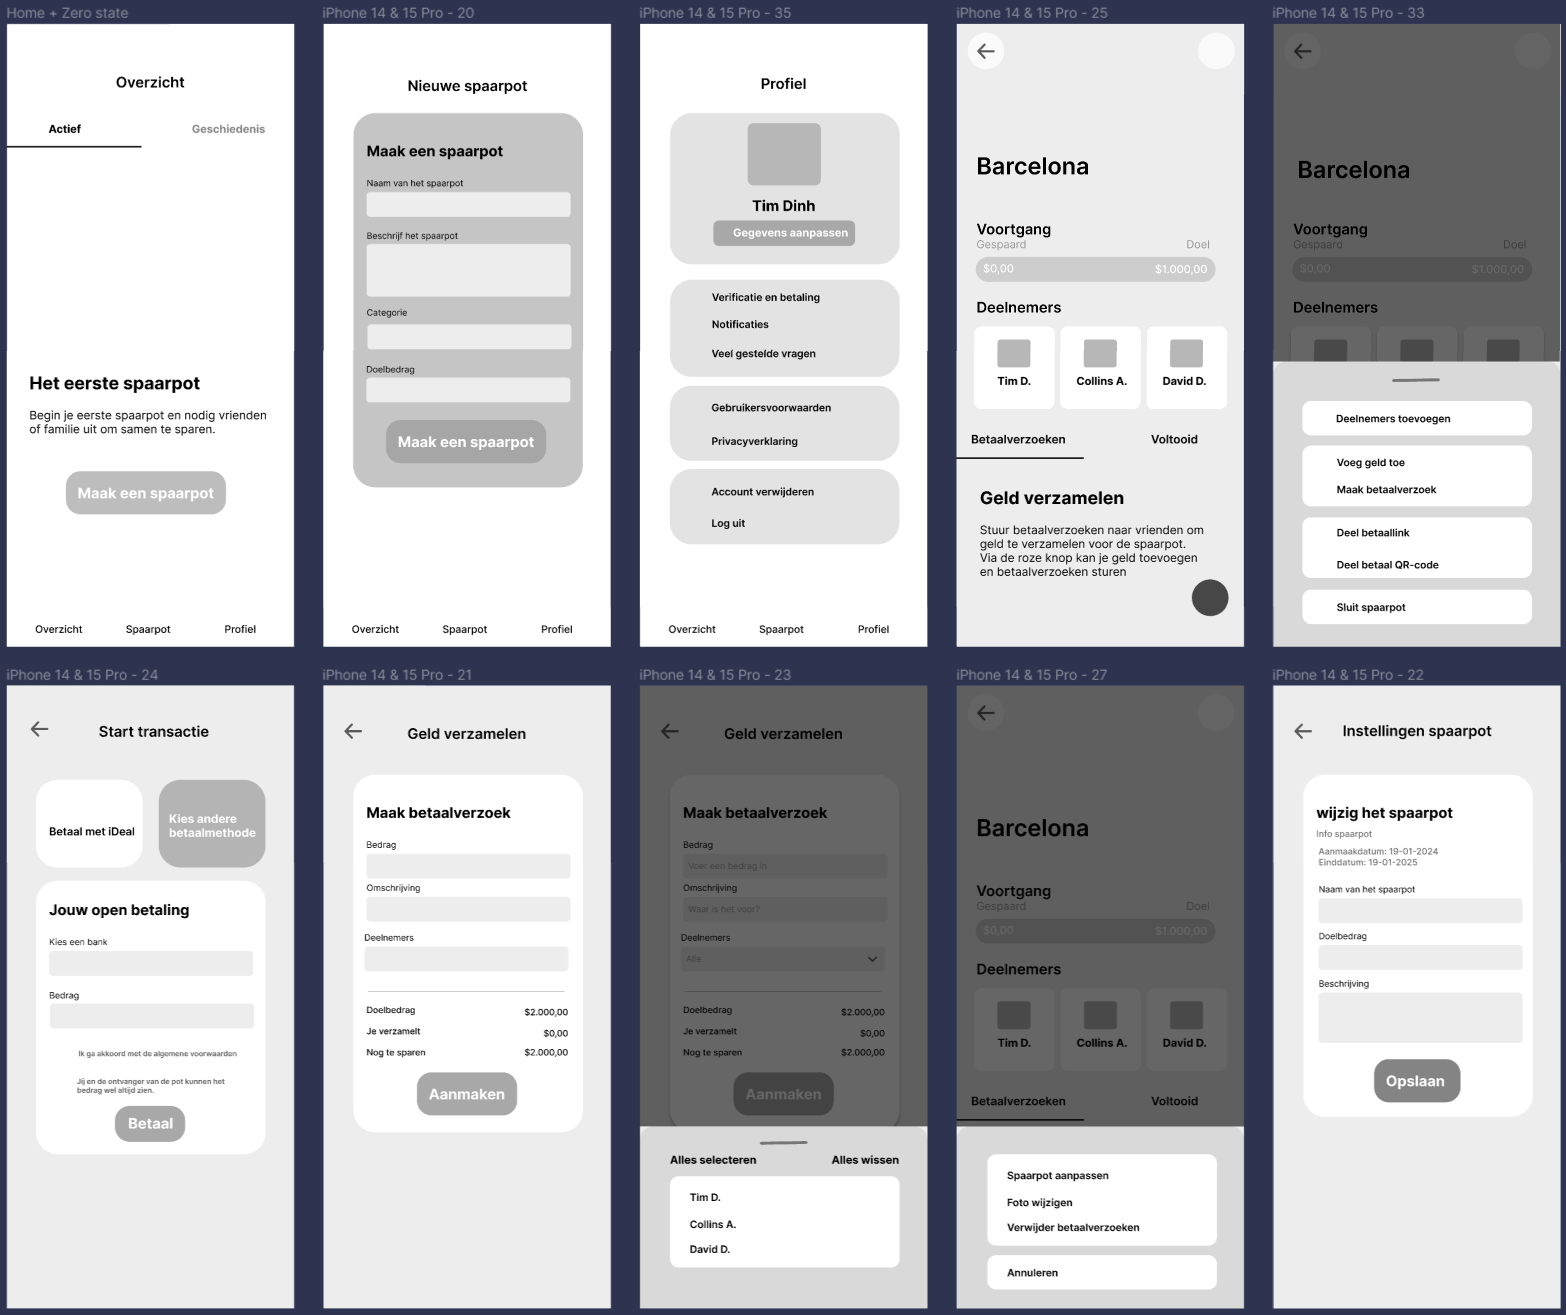 Home + Zero state
Overzicht
Actief
Geschiedenis
Het eerste spaarpot
Begin je eerste spaarpot en nodig vrienden
of familie uit om samen te sparen.
Maak een spaarpot
Overzicht
Spaarpot
Profiel
iPhone 14 & 15 Pro - 20
Nieuwe spaarpot
Maak een spaarpot
Naam van het spaarpot
Beschrijf het spaarpot
Categorie
Doelbedrag
Maak een spaarpot
Overzicht
Spaarpot
Profiel
iPhone 14 & 15 Pro - 35
Profiel
Tim Dinh
Gegevens aanpassen
Verificatie en betaling
Notificaties
Veel gestelde vragen
Gebruikersvoorwaarden
Privacyverklaring
Account verwijderen
Log uit
Overzicht
Spaarpot
Profiel
iPhone 14 & 15 Pro - 25
Barcelona
Voortgang
Gespaard
Doel
$0,00
$1.000,00
Deelnemers
Tim D.
Collins A.
David D.
Betaalverzoeken
Voltooid
Geld verzamelen
Stuur betaalverzoeken naar vrienden om
geld te verzamelen voor de spaarpot.
Via de roze knop kan je geld toevoegen
en betaalverzoeken sturen
iPhone 14 & 15 Pro - 33
Barcelona
Voortgang
Gespaard
Doel
$0,00
$1.000,00
Deelnemers
Deelnemers toevoegen
Voeg geld toe
Maak betaalverzoek
Deel betaallink
Deel betaal QR-code
Sluit spaarpot
iPhone 14 & 15 Pro - 24
Start transactie
Betaal met iDeal
Kies andere
betaalmethode
Jouw open betaling
Kies een bank
Bedrag
Ik ga akkoord met de algemene voorwaarden
Jij en de ontvanger van de pot kunnen het
bedrag wel altijd zien.
Betaal
iPhone 14 & 15 Pro - 21
Geld verzamelen
Maak betaalverzoek
Bedrag
Omschrijving
Deelnemers
Doelbedrag
$2.000,00
Je verzamelt
$0,00
Nog te sparen
$2.000,00
Aanmaken
iPhone 14 & 15 Pro - 23
Geld verzamelen
Maak betaalverzoek
Bedrag
Voer een bedrag in
Omschrijving
Waar is het voor?
Deelnemers
Alle
Doelbedrag
$2.000,00
Je verzamelt
$0,00
Nog te sparen
$2.000,00
Aanmaken
Alles selecteren
Alles wissen
Tim D.
Collins A.
David D.
iPhone 14 & 15 Pro - 27
Barcelona
Voortgang
Gespaard
Doel
$0,00
$1.000,00
Deelnemers
Tim D.
Collins A.
David D.
Betaalverzoeken
Voltooid
Spaarpot aanpassen
Foto wijzigen
Verwijder betaalverzoeken
Annuleren
iPhone 14 & 15 Pro - 22
Instellingen spaarpot
wijzig het spaarpot
Info spaarpot
Aanmaakdatum: 19-01-2024
Einddatum: 19-01-2025
Naam van het spaarpot
Doelbedrag
Beschrijving
Opslaan